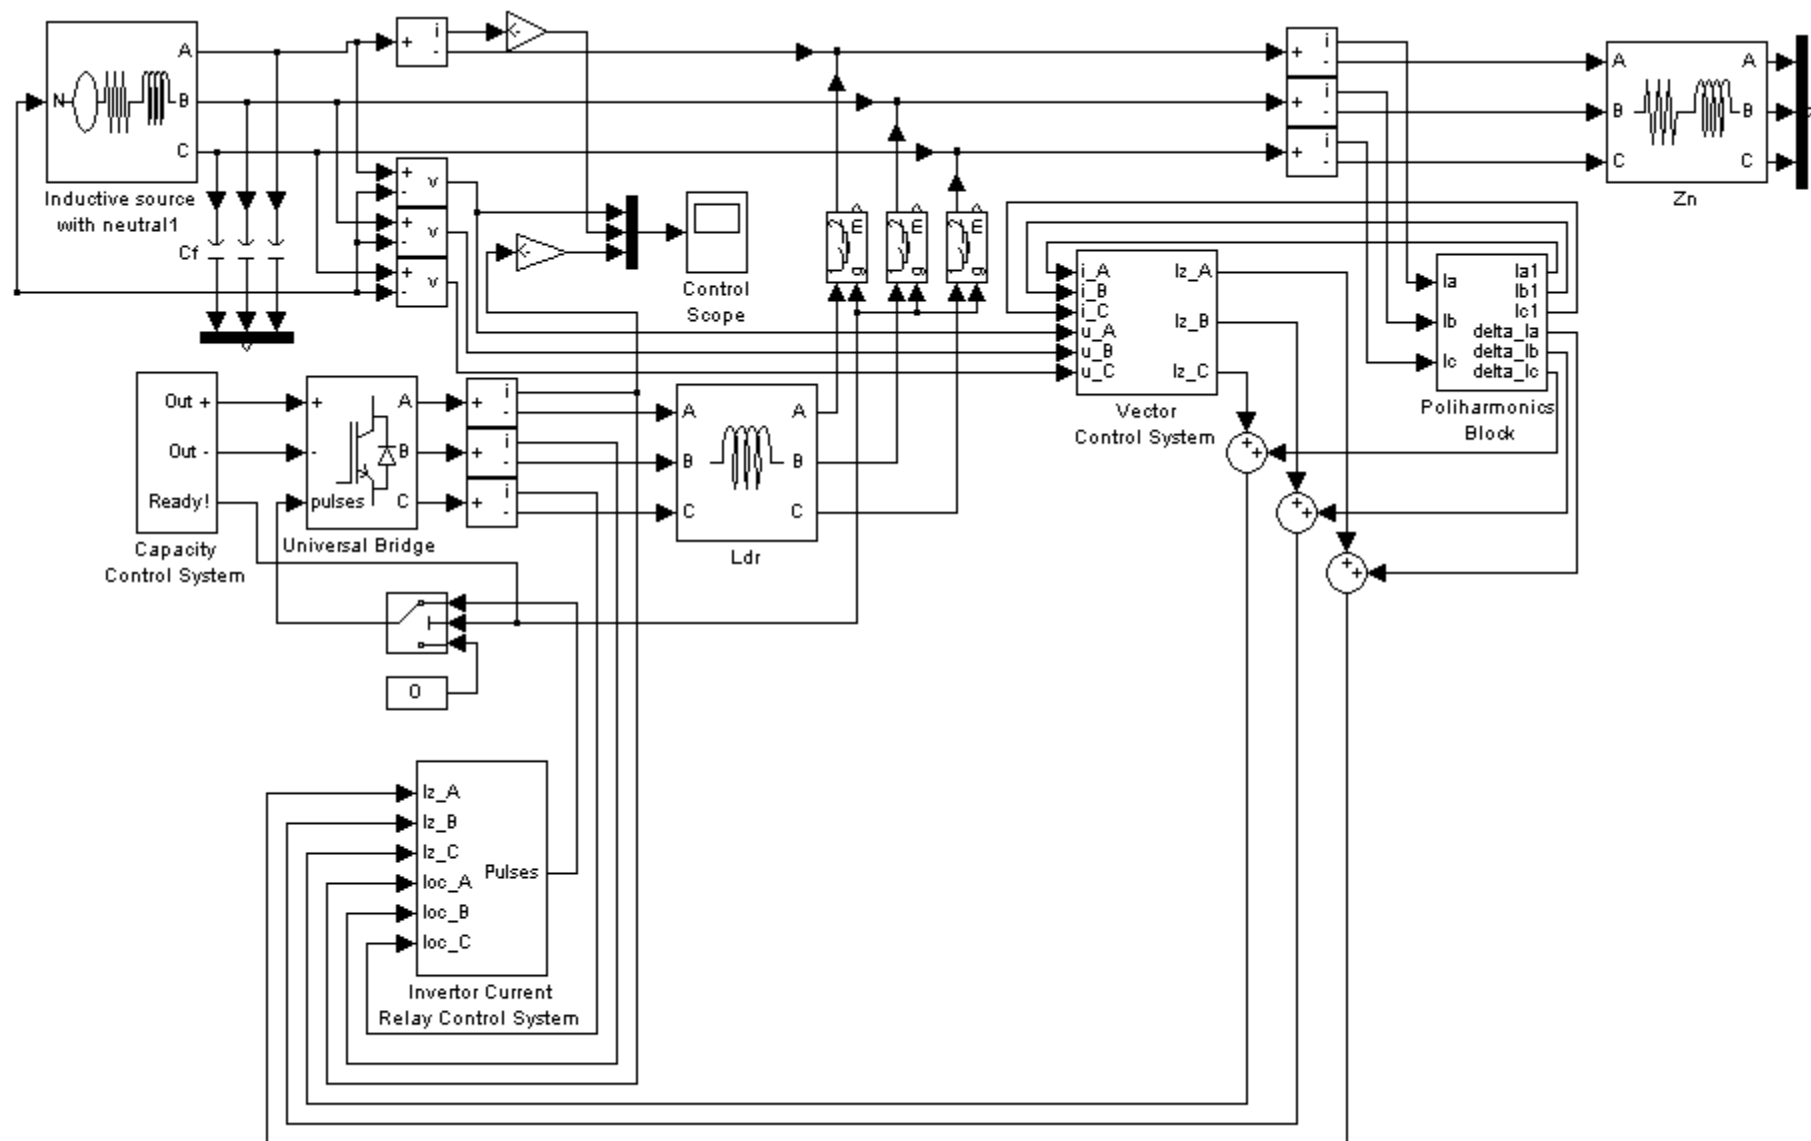 A
N
B
C
Inductive source
with neutral1
+
i
-
+
-
v
+
-
v
+
-
v
Cf
Control
Scope
m
g
m
g
m
g
+
i
-
+
i
-
+
i
-
A
B
C
A
B
C
Zn
i_A
i_B
i_C
u_A
u_B
u_C
Iz_A
Iz_B
Iz_C
Vector
Control System
Ia
Ib
Ic
Ia1
Ib1
Ic1
delta_Ia
delta_Ib
delta_Ic
Poliharmonics
Block
+
+
+
+
+
+
Out +
Out -
Ready!
Capacity
Control System
+
-
pulses
A
B
C
Universal Bridge
+
i
-
+
i
-
+
i
-
A
B
C
A
B
C
Ldr
0
Iz_A
Iz_B
Iz_C
Ioc_A
Ioc_B
Ioc_C
Pulses
Invertor Current
Relay Control System